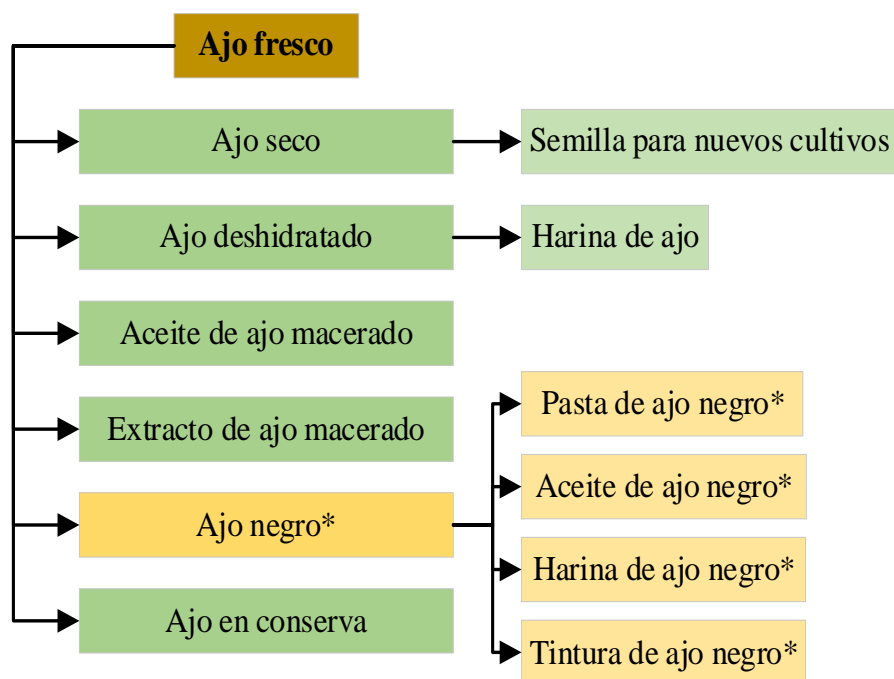 Ajo fresco
Ajo seco
Semilla para nuevos cultivos
Ajo deshidratado
Harina de ajo
Aceite de ajo macerado
Extracto de ajo macerado
Ajo negro*
Pasta de ajo negro*
Aceite de ajo negro*
Harina de ajo negro*
Tintura de ajo negro*
Ajo en conserva